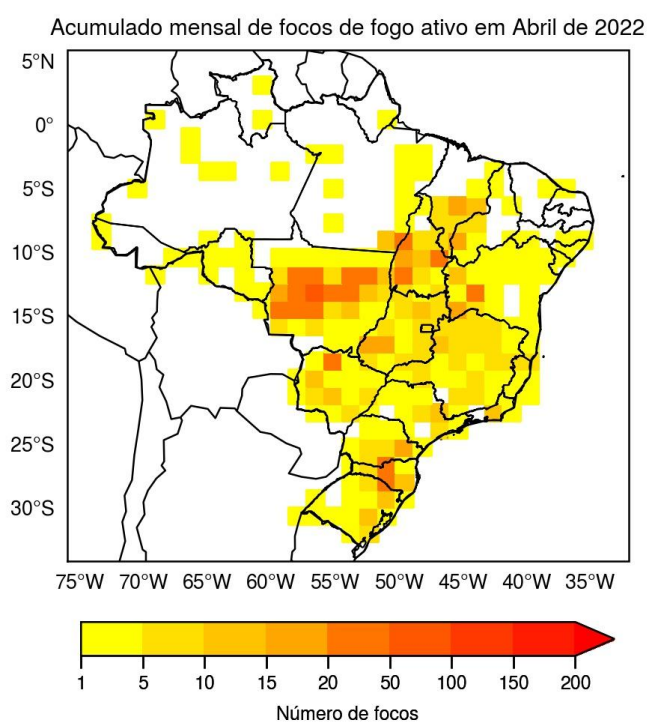 Acumulado mensal de focos de fogo ativo em Abril de 2022
5°N
0°
5°S
10°S
15°S
20°S
25°S
30°S
75°W 70°W 65°W 60°W 55°W 50°W 45°W 40°W 35°W
1 5 10 15 20 50 100 150 200
Número de focos